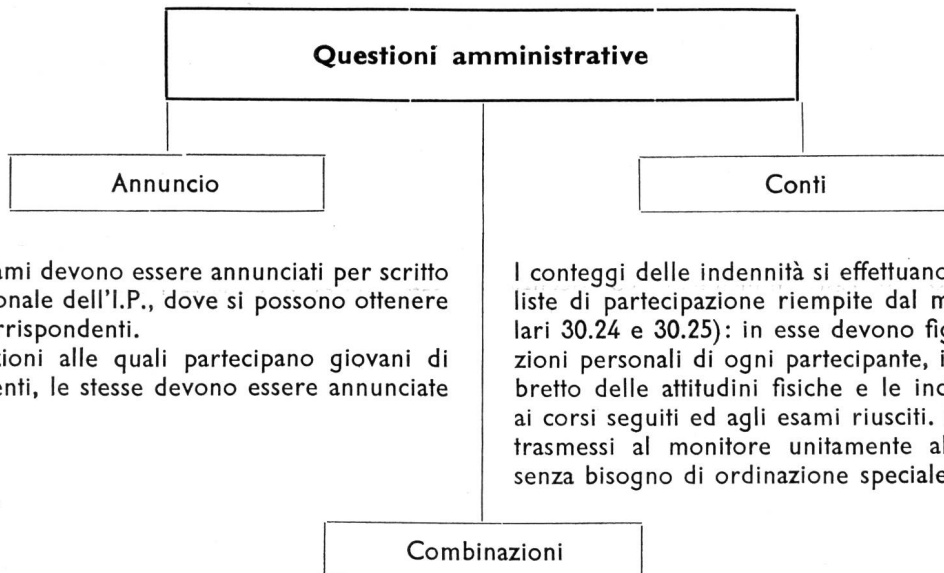 Questioni amministrative
Annuncio
ami devono essere annunciati per scritto
onale dell'I.P., dove si possono ottenere
rrispondenti.
zioni alle quali partecipano giovani di
enti, le stesse devono essere annunciate
Conti
I conteggi delle indennità si effettuano
liste di partecipazione riempite dal m
lari 30.24 e 30.25): in esse devono fig
zioni personali di ogni partecipante, i
bretto delle attitudini fisiche e le ind
ai corsi seguiti ed agli esami riusciti.
trasmessi al monitore unitamente al
senza bisogno di ordinazione speciale
Combinazioni